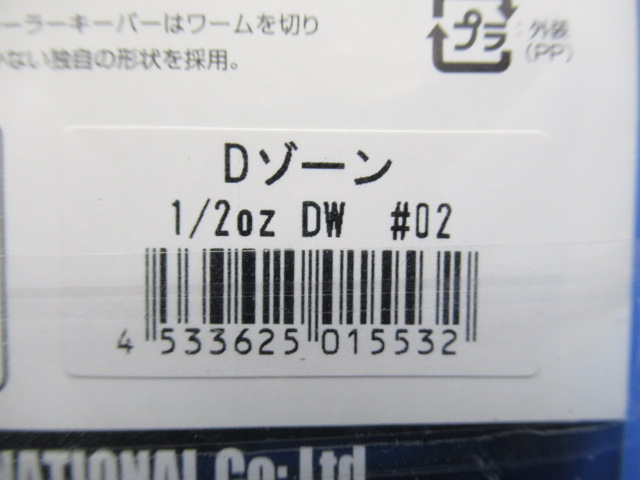 ーラーキーパーはワームを切り
ない独自の形状を採用。
プラ
:外装
(PP)
Dゾーン
1/2oz DW #02
4 533625 015532
NATIONAL Co; Ltd